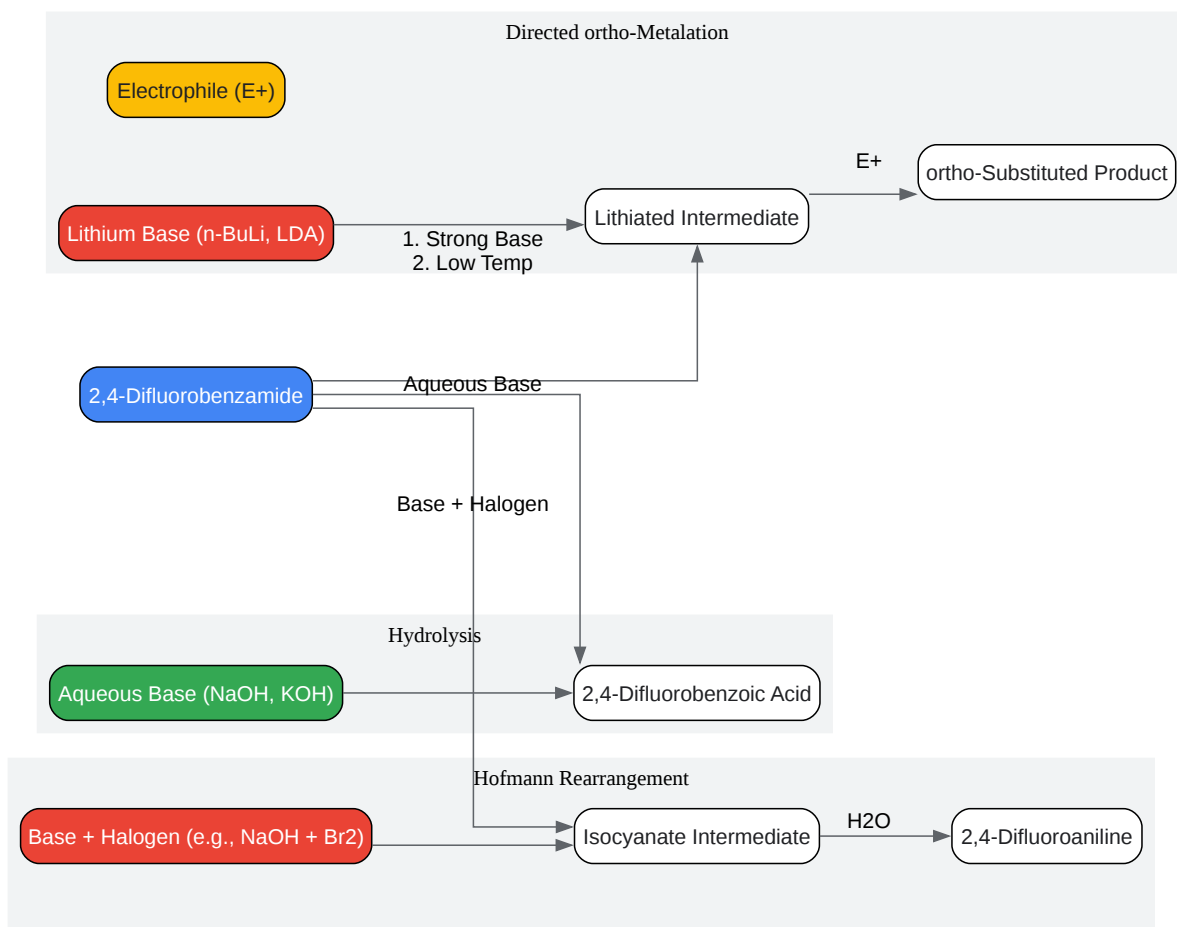 Directed ortho-Metalation
Electrophile (E+)
E+
ortho-Substituted Product
Lithiated Intermediate
Lithium Base (n-BuLi, LDA)
1. Strong Base
2. Low Temp
Aqueous Base
2,4-Difluorobenzamide
Base + Halogen
Hydrolysis
Aqueous Base (NaOH, KOH)
2,4-Difluorobenzoic Acid
Hofmann Rearrangement
Base + Halogen (e.g., NaOH + Br2)
Isocyanate Intermediate
H2O
2,4-Difluoroaniline